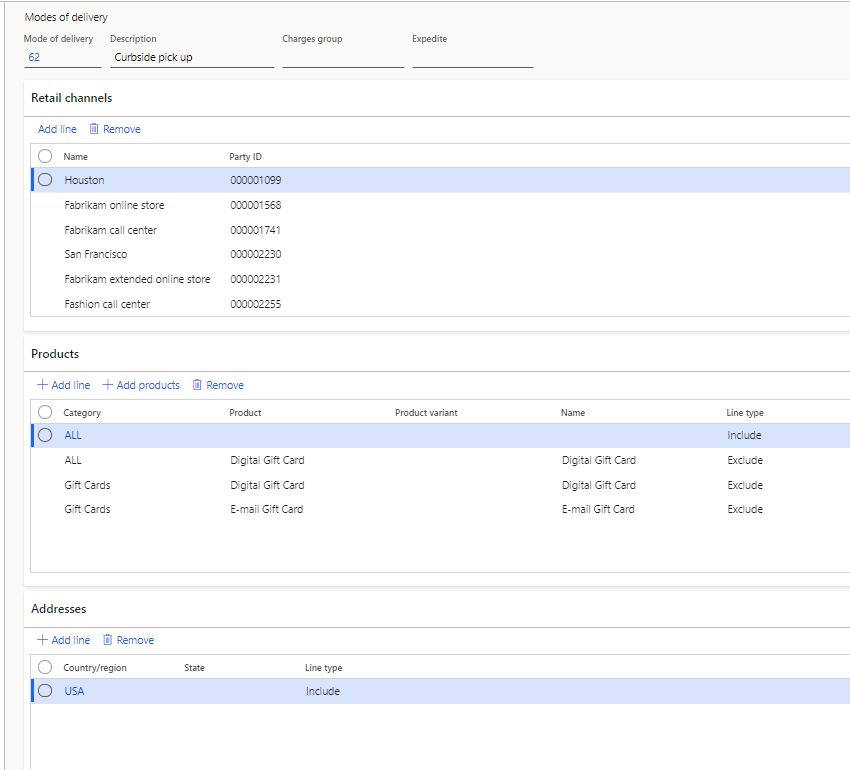 Modes of delivery
Mode of delivery Description Charges group Expedite
62 Curbside pick up
Retail channels
Add line Remove
Name Party ID
Houston 000001099
Fabrikam online store 000001568
Fabrikam call center 000001741
San Francisco 000002230
Fabrikam extended online store 000002231
Fashion call center 000002255
Products
Add line Add products Remove
Category Product Product variant Name Line type
ALL Include
ALL Digital Gift Card Digital Gift Card Exclude
Gift Cards Digital Gift Card Digital Gift Card Exclude
Gift Cards E-mail Gift Card E-mail Gift Card Exclude
Addresses
Add line Remove
Country/region State Line type
USA Include